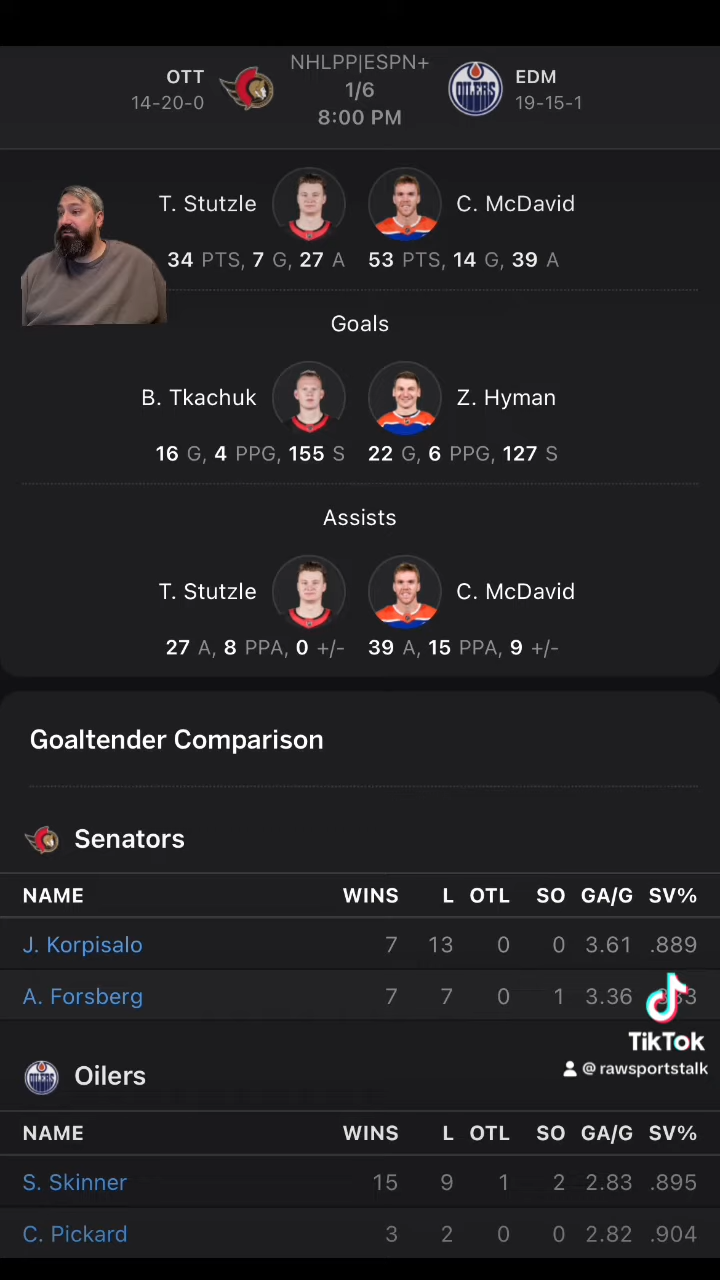 NHLPP|ESPN+
OTT
14-20-0
1/6
8:00 PM
OILERS
EDM
19-15-1
T. Stutzle
C. McDavid
34 PTS, 7 G, 27 A
53 PTS, 14 G, 39 A
Goals
B. Tkachuk
Z. Hyman
16 G, 4 PPG, 155 S
22 G, 6 PPG, 127 S
Assists
T. Stutzle
C. McDavid
27 A, 8 PPA, 0 +/-
39 A, 15 PPA, 9 +/-
Goaltender Comparison
Senators
NAME WINS L OTL SO GA/G SV%
J. Korpisalo 7 13 0 0 3.61 .889
A. Forsberg 7 7 0 1 3.36
TikTok
@rawsportstalk
OILERS
Oilers
NAME WINS L OTL SO GA/G SV%
S. Skinner 15 9 1 2 2.83 .895
C. Pickard 3 2 0 0 2.82 .904